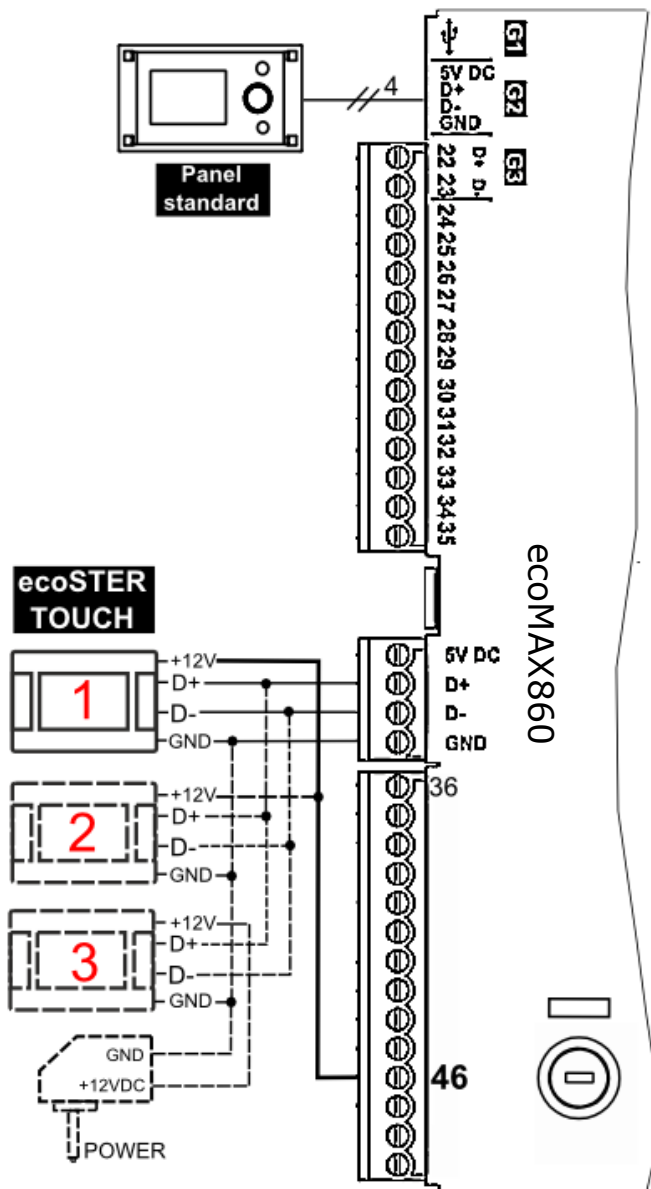 G1
5V DC
D+
D-
GND
G2
4
Panel
standard
22 D+
23 D-
G3
24
25
26
27
28
29
30
31
32
33
34
35
ecoMAX860
ecoSTER
TOUCH
1
+12V
D+
D-
GND
5V DC
D+
D-
GND
2
+12V
D+
D-
GND
36
3
+12V
D+
D-
GND
GND
+12VDC
POWER
46